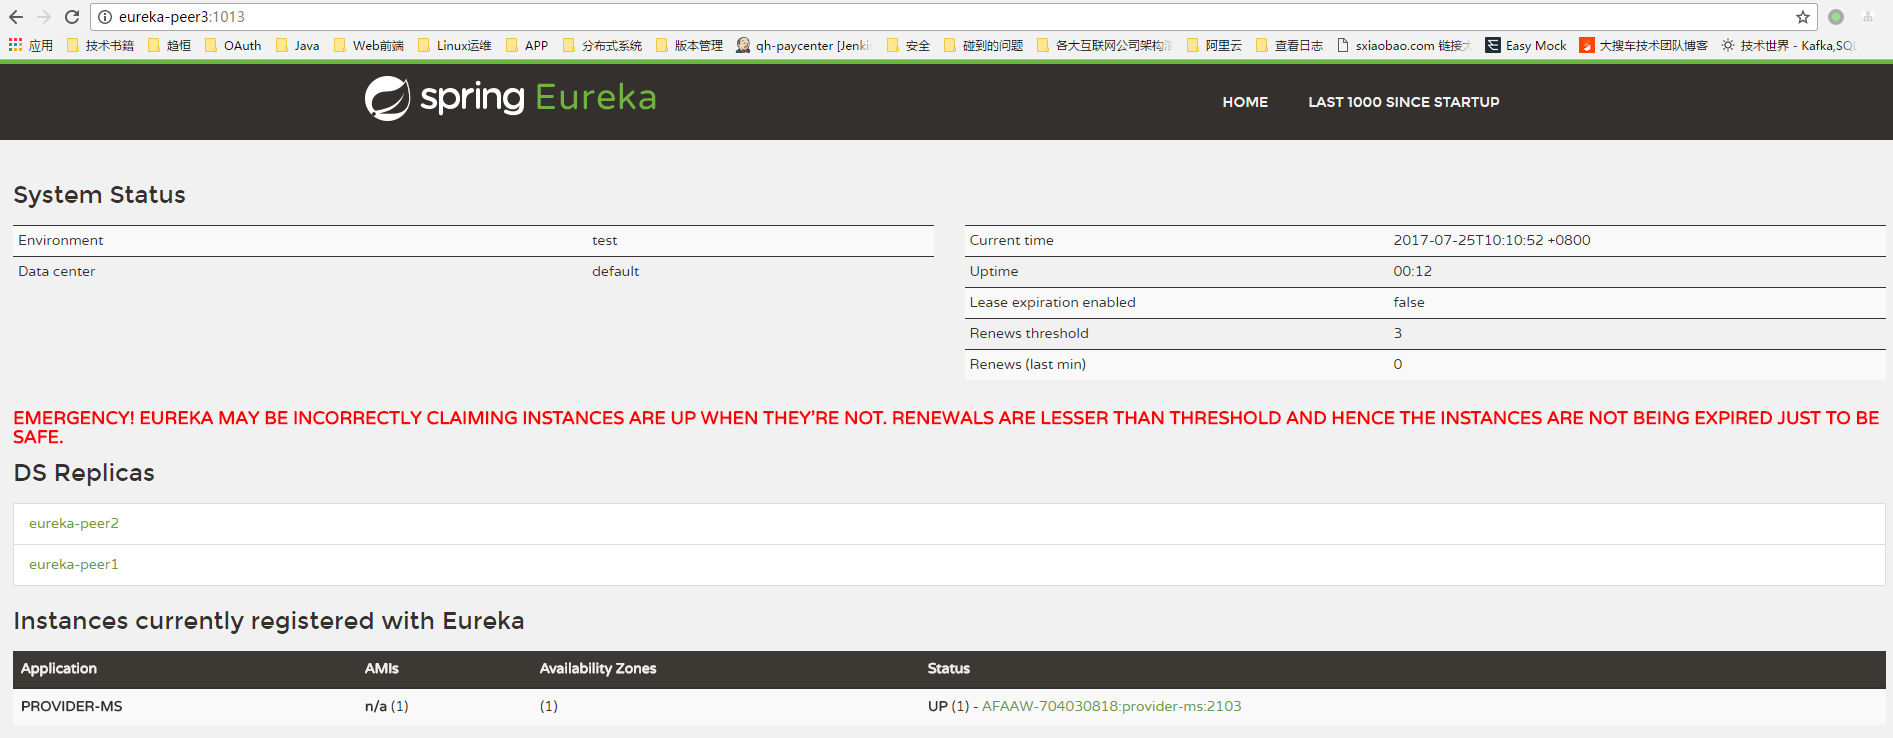 eureka-peer3:1013
应用 技术书籍 趋恒 OAuth Java Web前端 Linux运维 APP 分布式系统 版本管理 qh-paycenter [Jenki 安全 碰到的问题 各大互联网公司架构 阿里云 查看日志 sxiaobao.com 链接 Easy Mock 大搜车技术团队博客 技术世界 - Kafka,SQL
spring Eureka
HOME LAST 1000 SINCE STARTUP
System Status
Environment test
Data center default
Current time 2017-07-25T10:10:52 +0800
Uptime 00:12
Lease expiration enabled false
Renews threshold 3
Renews (last min) 0
EMERGENCY! EUREKA MAY BE INCORRECTLY CLAIMING INSTANCES ARE UP WHEN THEY'RE NOT. RENEWALS ARE LESSER THAN THRESHOLD AND HENCE THE INSTANCES ARE NOT BEING EXPIRED JUST TO BE
SAFE.
DS Replicas
eureka-peer2
eureka-peer1
Instances currently registered with Eureka
Application AMIs Availability Zones Status
PROVIDER-MS n/a (1) (1) UP (1) - AFAAW-704030818:provider-ms:2103